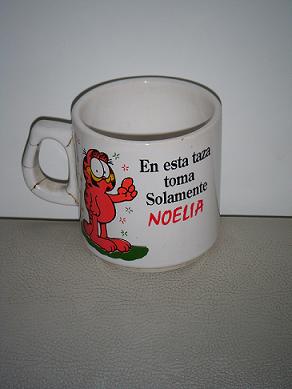 En esta taza
toma
Solamente
NOELIA